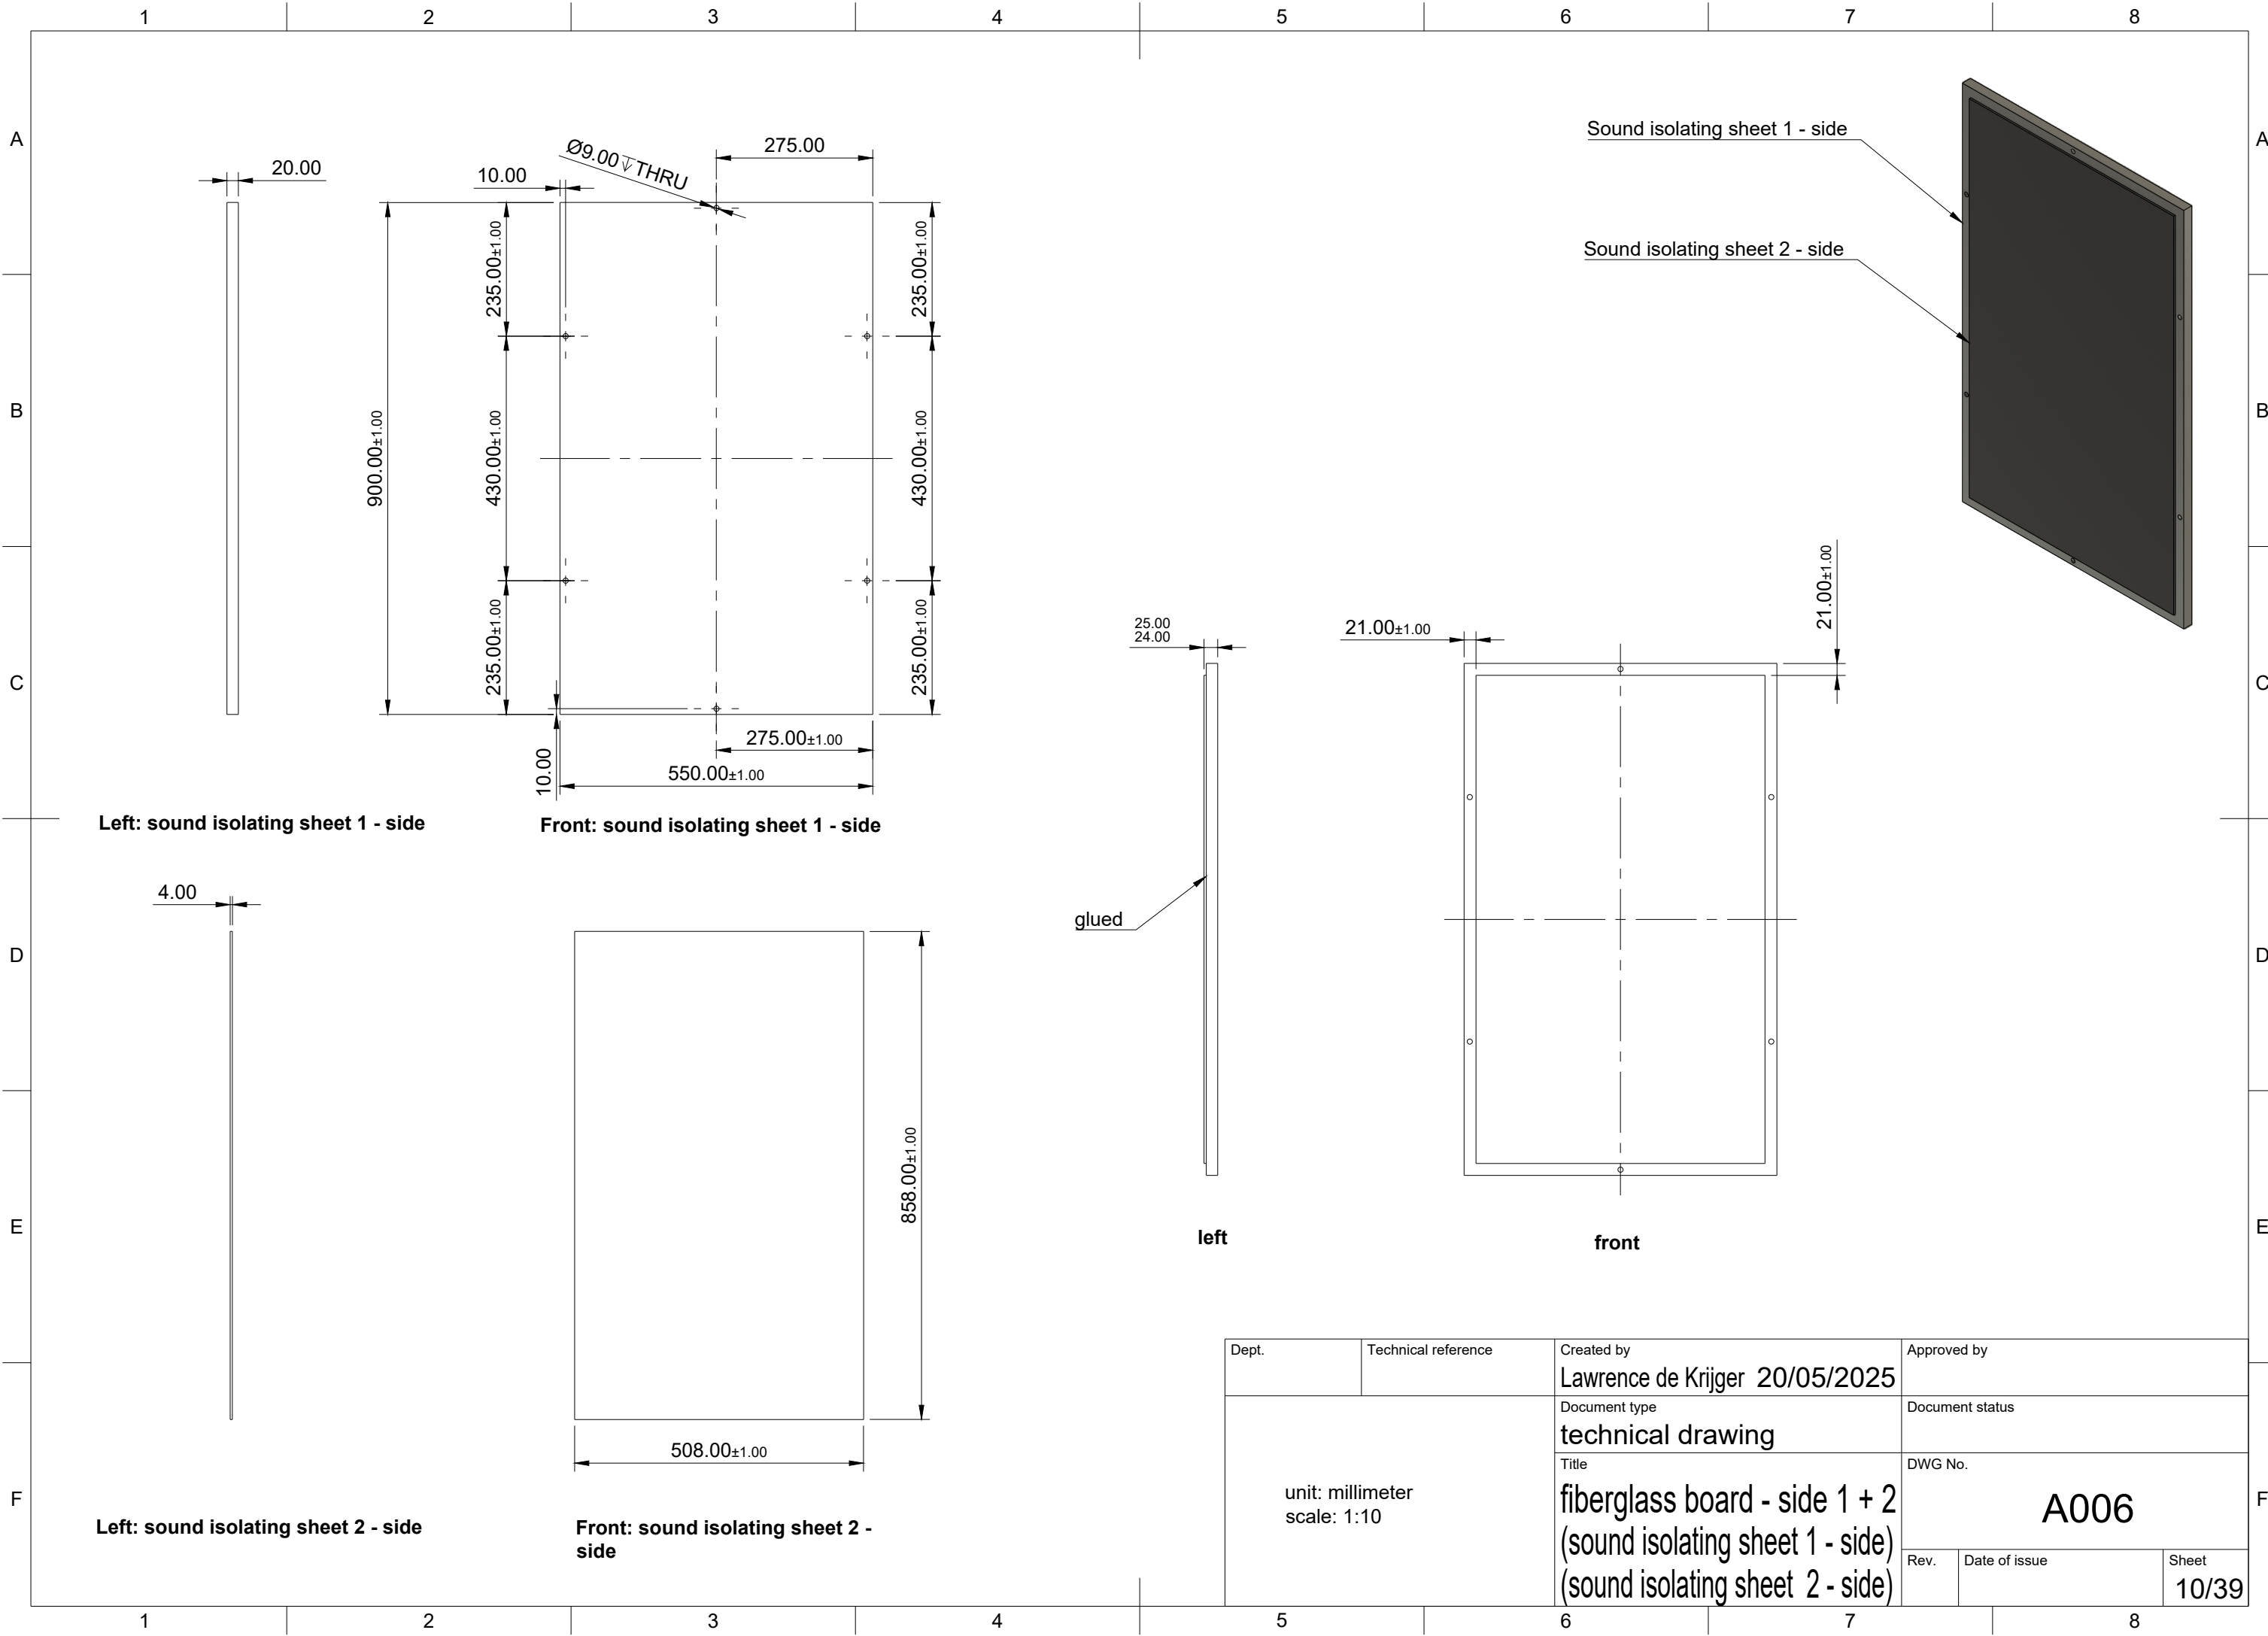 1 2 3 4 5 6 7 8
A A
B B
C C
D D
E E
F F
20.00
10.00
Ø9.00↧THRU
275.00
235.00±1.00
235.00±1.00
900.00±1.00
430.00±1.00
430.00±1.00
235.00±1.00
235.00±1.00
10.00
275.00±1.00
550.00±1.00
Left: sound isolating sheet 1 - side
Front: sound isolating sheet 1 - side
Sound isolating sheet 1 - side
Sound isolating sheet 2 - side
4.00
858.00±1.00
508.00±1.00
Left: sound isolating sheet 2 - side
Front: sound isolating sheet 2 -
side
25.00
24.00
21.00±1.00
21.00±1.00
glued
left
front
Dept.
Technical reference
Created by
Lawrence de Krijger 20/05/2025
Approved by
Document type
technical drawing
Document status
unit: millimeter
scale: 1:10
Title
fiberglass board - side 1 + 2
(sound isolating sheet 1 - side)
(sound isolating sheet 2 - side)
DWG No.
A006
Rev.
Date of issue
Sheet
10/39
1 2 3 4 5 6 7 8